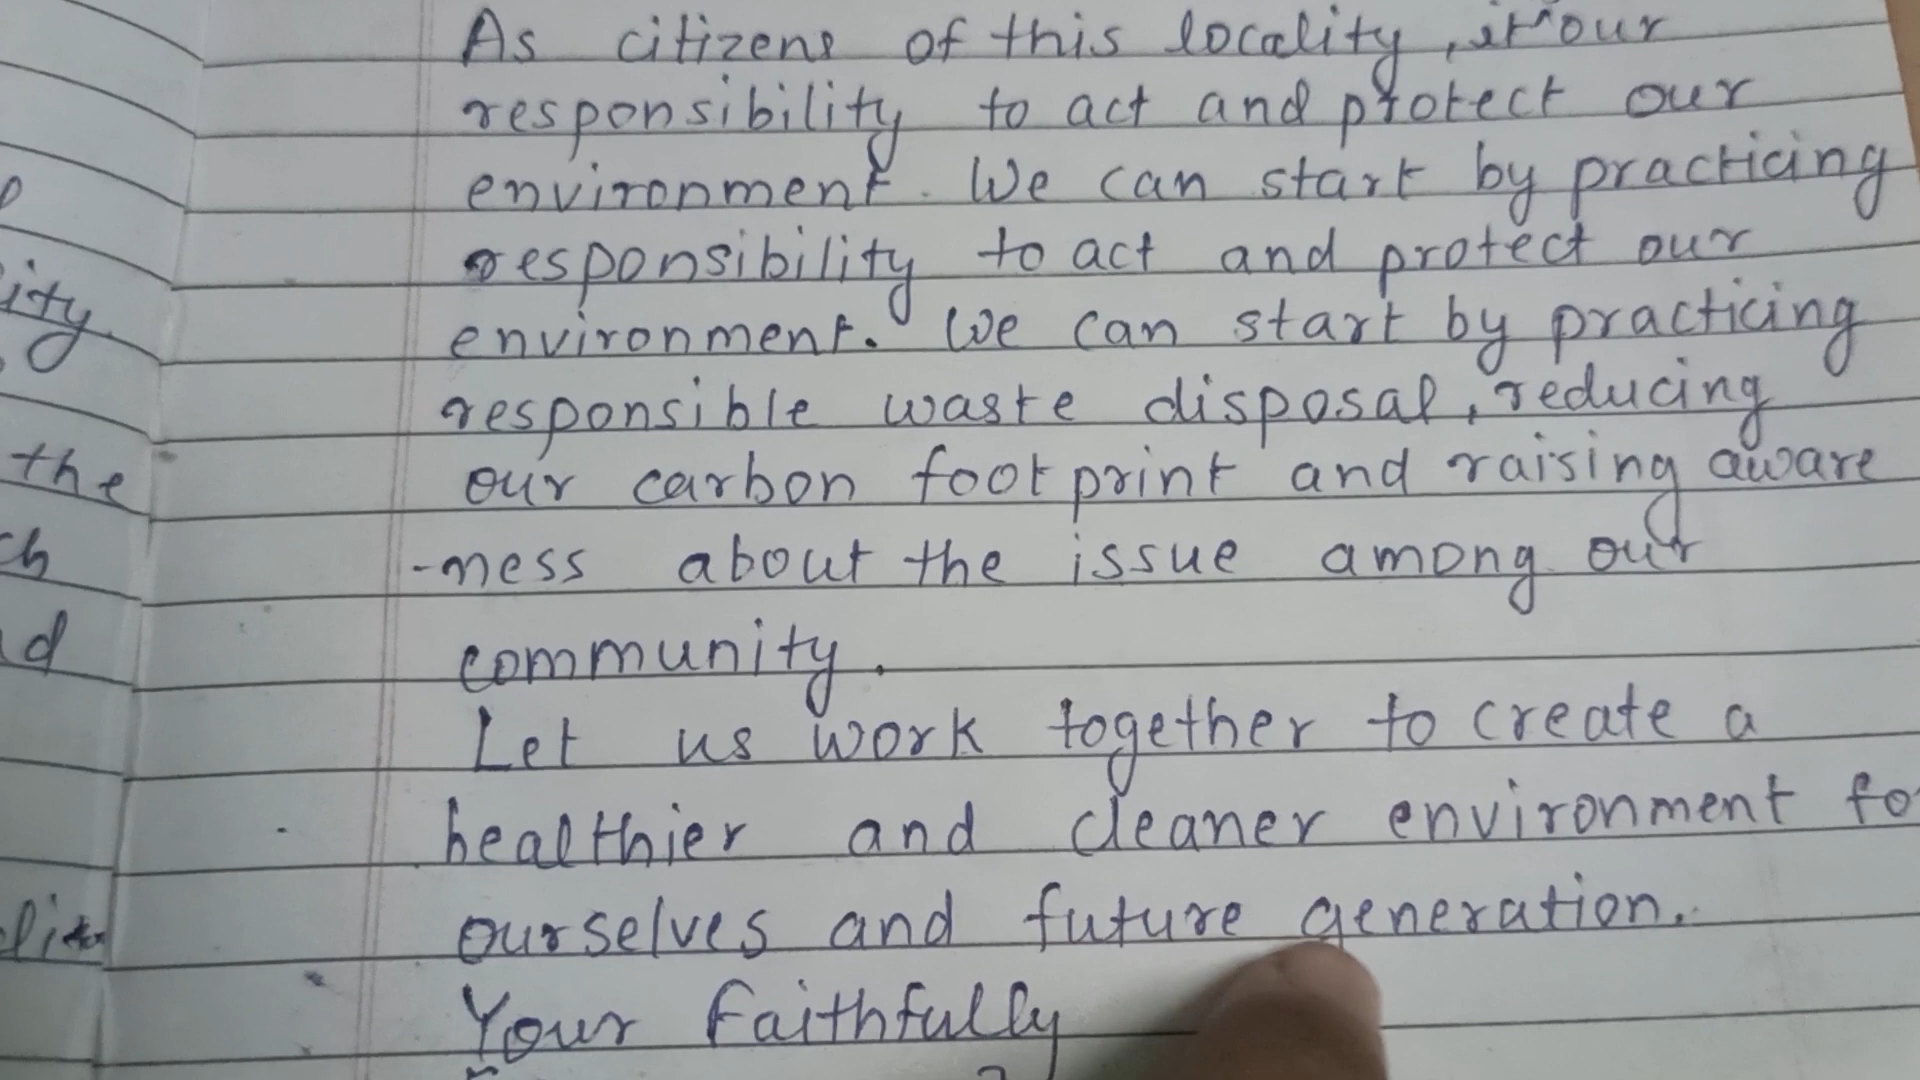 As citizens of this locality, it^our
responsibility to act and protect our
environment. We can start by practicing
responsibility to act and protect our
environment. We can start by practicing
responsible waste disposal, reducing
our carbon footprint and raising aware
-ness about the issue among our
community.
Let us work together to create a
healthier and cleaner environment fo
ourselves and future generation.
Your Faithfully
ity
the
ch
d